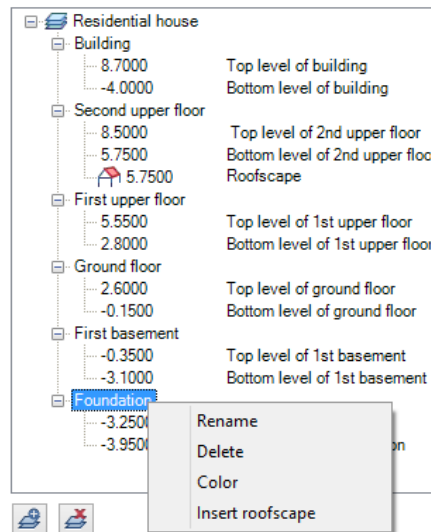 Residential house
Building
8.7000 Top level of building
-4.0000 Bottom level of building
Second upper floor
8.5000 Top level of 2nd upper floor
5.7500 Bottom level of 2nd upper floo
5.7500 Roofscape
First upper floor
5.5500 Top level of 1st upper floor
2.8000 Bottom level of 1st upper floor
Ground floor
2.6000 Top level of ground floor
-0.1500 Bottom level of ground floor
First basement
-0.3500 Top level of 1st basement
-3.1000 Bottom level of 1st basement
Foundation
-3.2500
-3.9500
Rename
Delete
Color
Insert roofscape